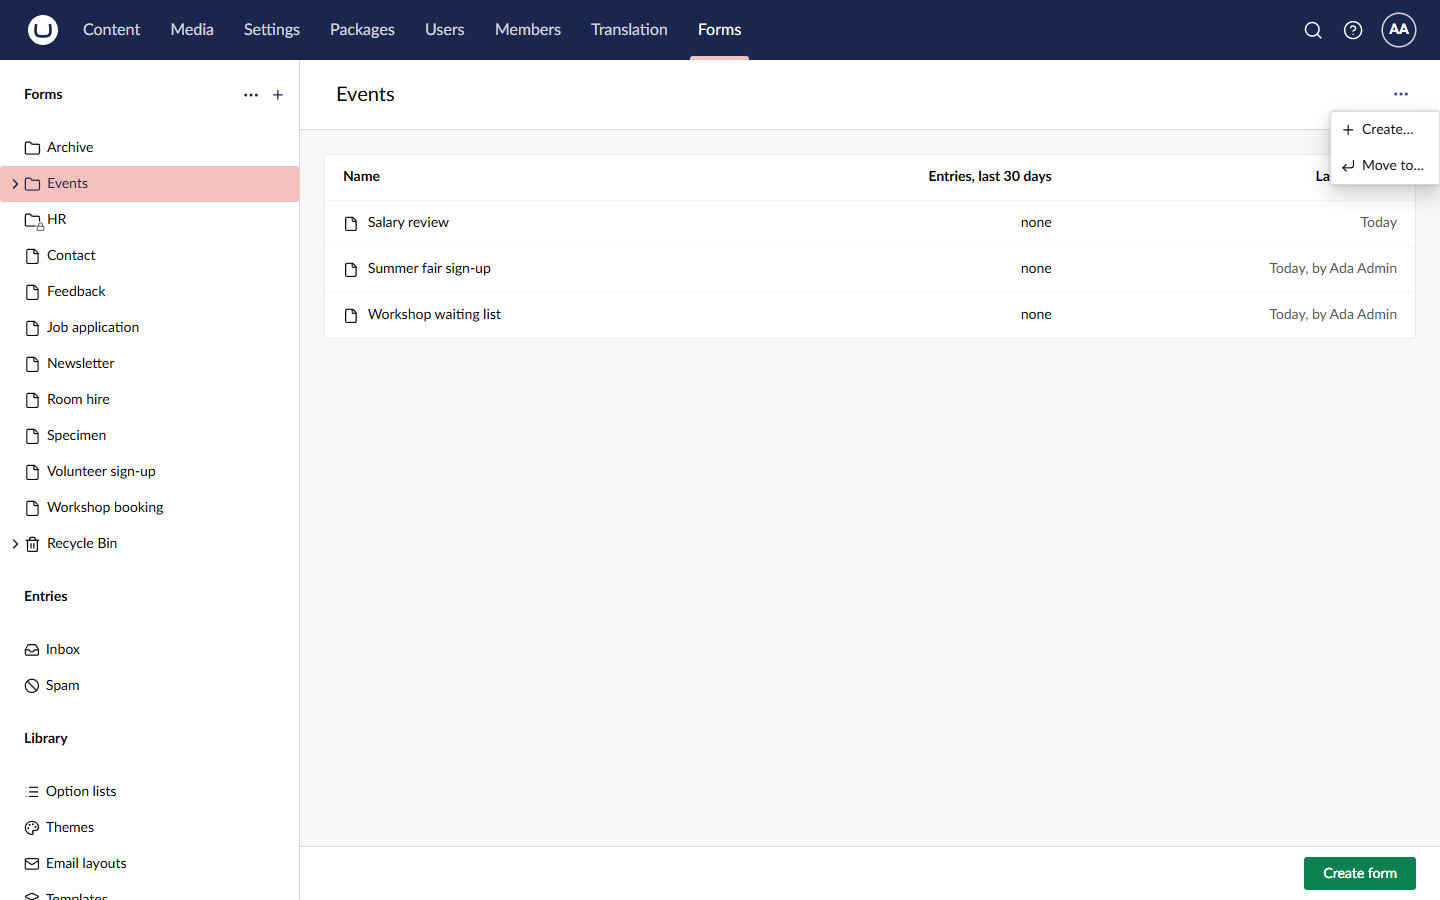 Content Media Settings Packages Users Members Translation Forms AA
Forms
Archive
Events
HR
Contact
Feedback
Job application
Newsletter
Room hire
Specimen
Volunteer sign-up
Workshop booking
Recycle Bin
Entries
Inbox
Spam
Library
Option lists
Themes
Email layouts
Templates
Events
Create...
Move to...
Name Entries, last 30 days La
Salary review none Today
Summer fair sign-up none Today, by Ada Admin
Workshop waiting list none Today, by Ada Admin
Create form